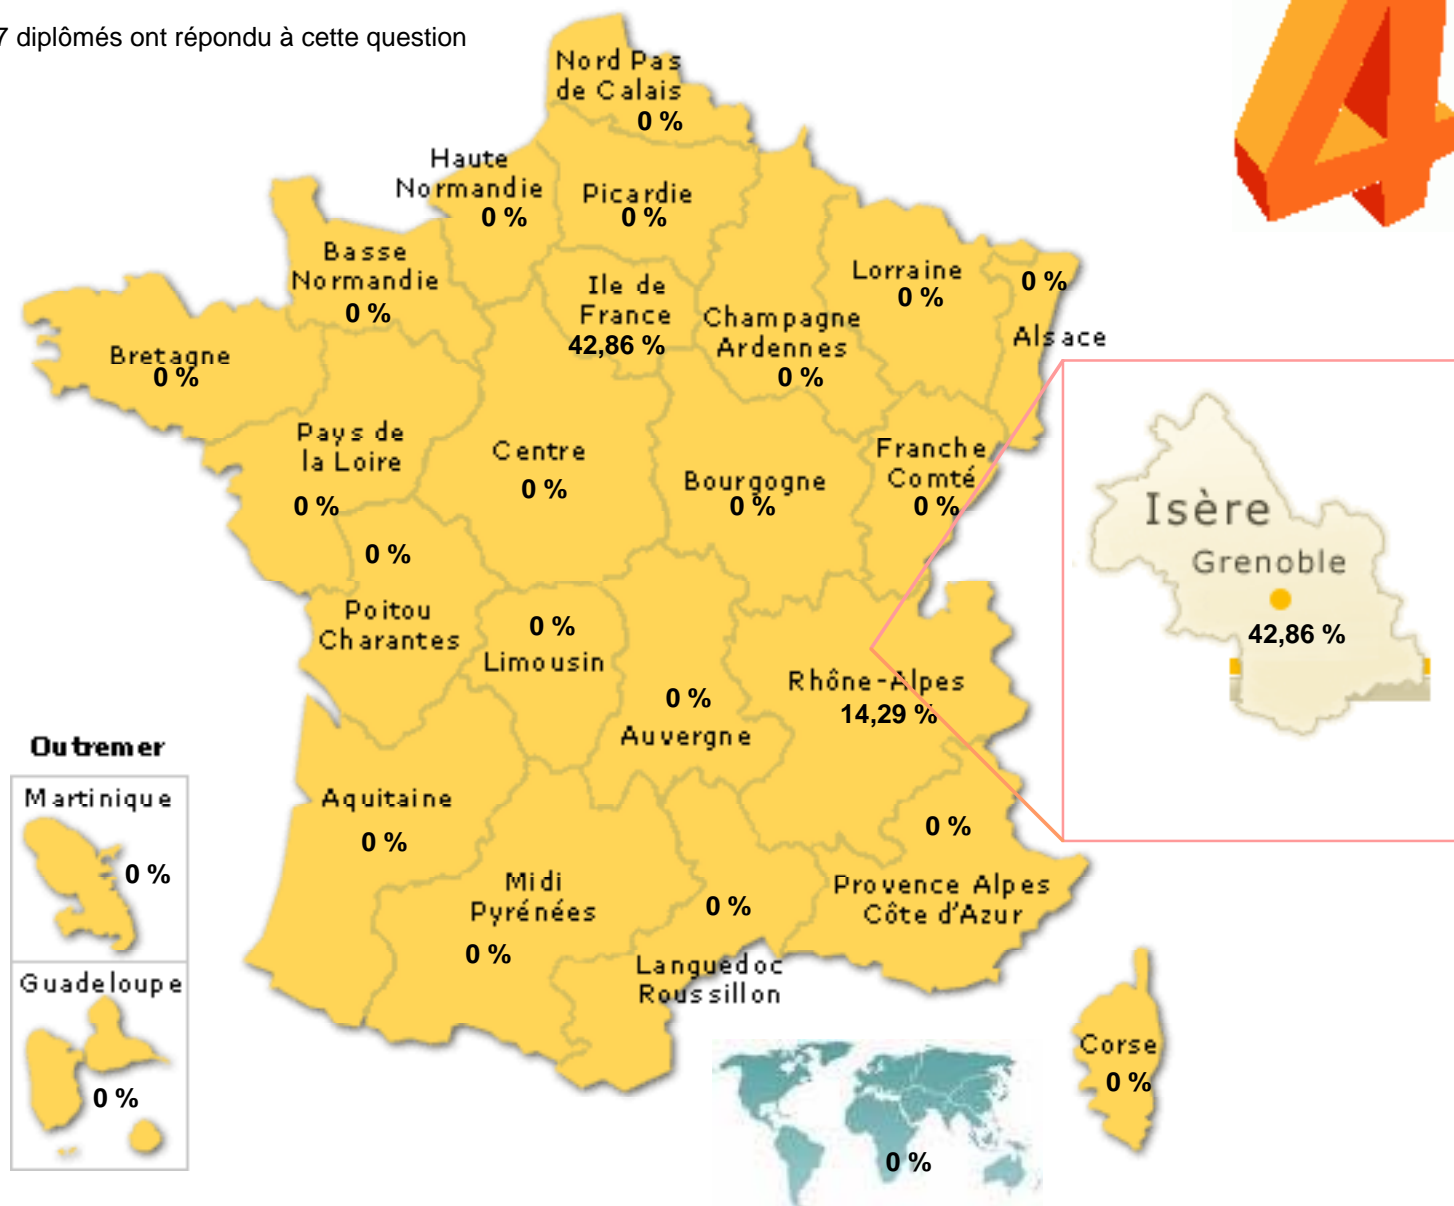 7 diplômés ont répondu à cette question
4
Nord Pas
de Calais
0 %
Haute
Normandie
0 %
Picardie
0 %
Basse
Normandie
0 %
Ile de
France
42,86 %
Champagne
Ardennes
0 %
Lorraine
0 %
0 %
Alsace
Bretagne
0 %
Pays de
la Loire
0 %
Centre
0 %
Bourgogne
0 %
Franche
Comté
0 %
Isère
Grenoble
42,86 %
0 %
Poitou
Charantes
0 %
Limousin
0 %
Auvergne
Rhône-Alpes
14,29 %
Outremer
Martinique
0 %
Guadeloupe
0 %
Aquitaine
0 %
Midi
Pyrénées
0 %
0 %
Languedoc
Roussillon
0 %
Provence Alpes
Côte d'Azur
Corse
0 %
0 %